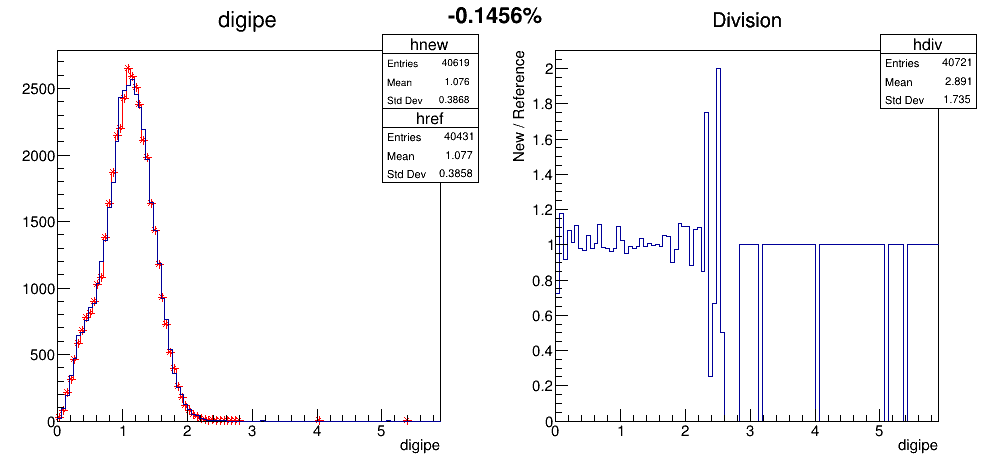 digipe
-0.1456%
Division
hnew
Entries 40619
Mean 1.076
Std Dev 0.3868
href
Entries 40431
Mean 1.077
Std Dev 0.3858
2500
2000
1500
1000
500
0
0 1 2 3 4 5
digipe
hdiv
Entries 40721
Mean 2.891
Std Dev 1.735
New / Reference
2
1.8
1.6
1.4
1.2
1
0.8
0.6
0.4
0.2
0
0 1 2 3 4 5
digipe